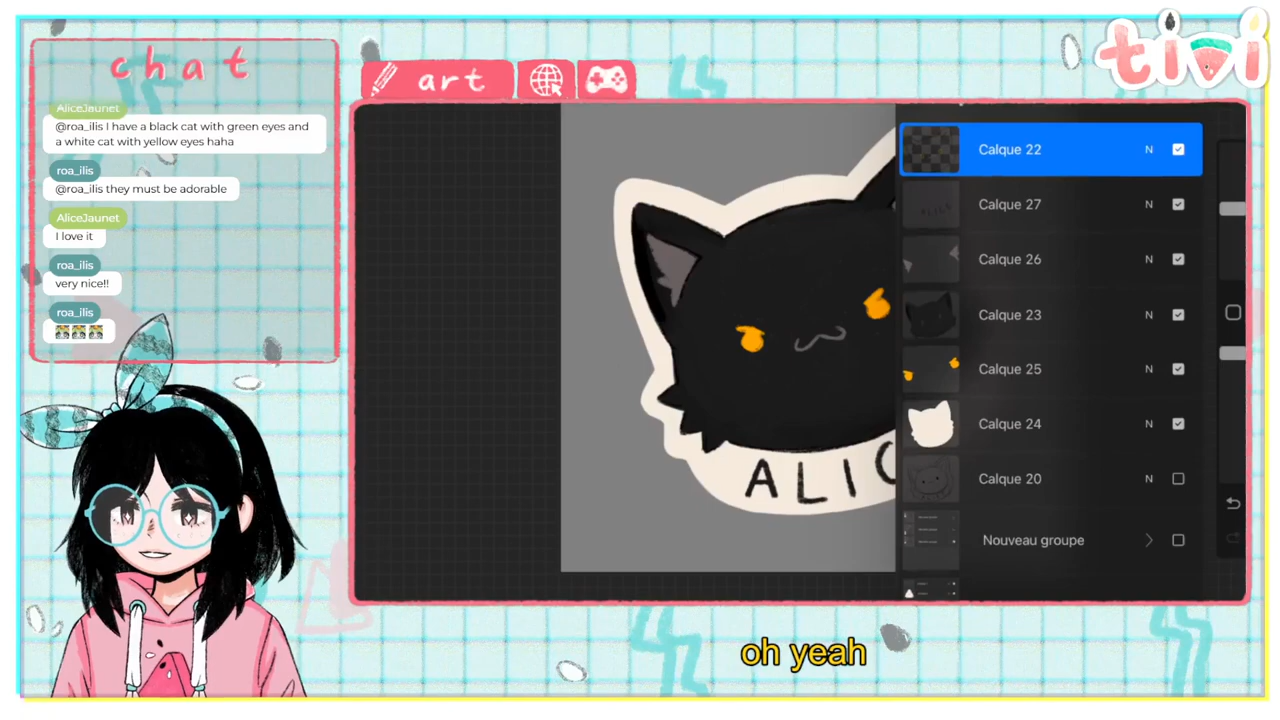 chat
AliceJaunet
@roa_ilis I have a black cat with green eyes and
a white cat with yellow eyes haha
roa_ilis
@roa_ilis they must be adorable
AliceJaunet
I love it
roa_ilis
very nice!!
roa_ilis
art
tivi
ALIC
Calque 22 N
Calque 27 N
Calque 26 N
Calque 23 N
Calque 25 N
Calque 24 N
Calque 20 N
Nouveau groupe
oh yeah